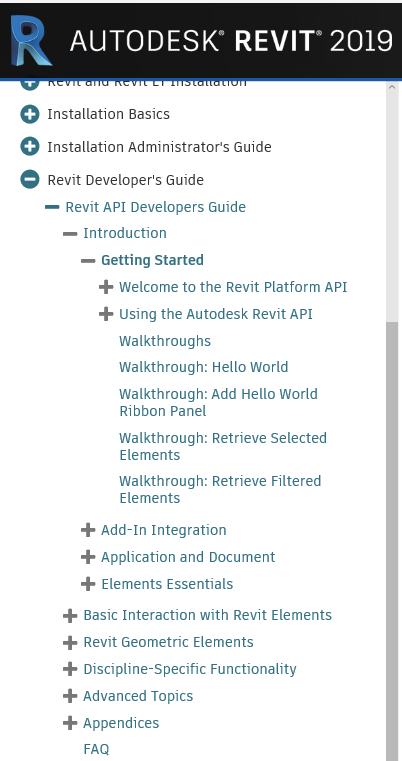 AUTODESK® REVIT® 2019
Revit and Revit LT Installation
Installation Basics
Installation Administrator's Guide
Revit Developer's Guide
Revit API Developers Guide
Introduction
Getting Started
Welcome to the Revit Platform API
Using the Autodesk Revit API
Walkthroughs
Walkthrough: Hello World
Walkthrough: Add Hello World
Ribbon Panel
Walkthrough: Retrieve Selected
Elements
Walkthrough: Retrieve Filtered
Elements
Add-In Integration
Application and Document
Elements Essentials
Basic Interaction with Revit Elements
Revit Geometric Elements
Discipline-Specific Functionality
Advanced Topics
Appendices
FAQ